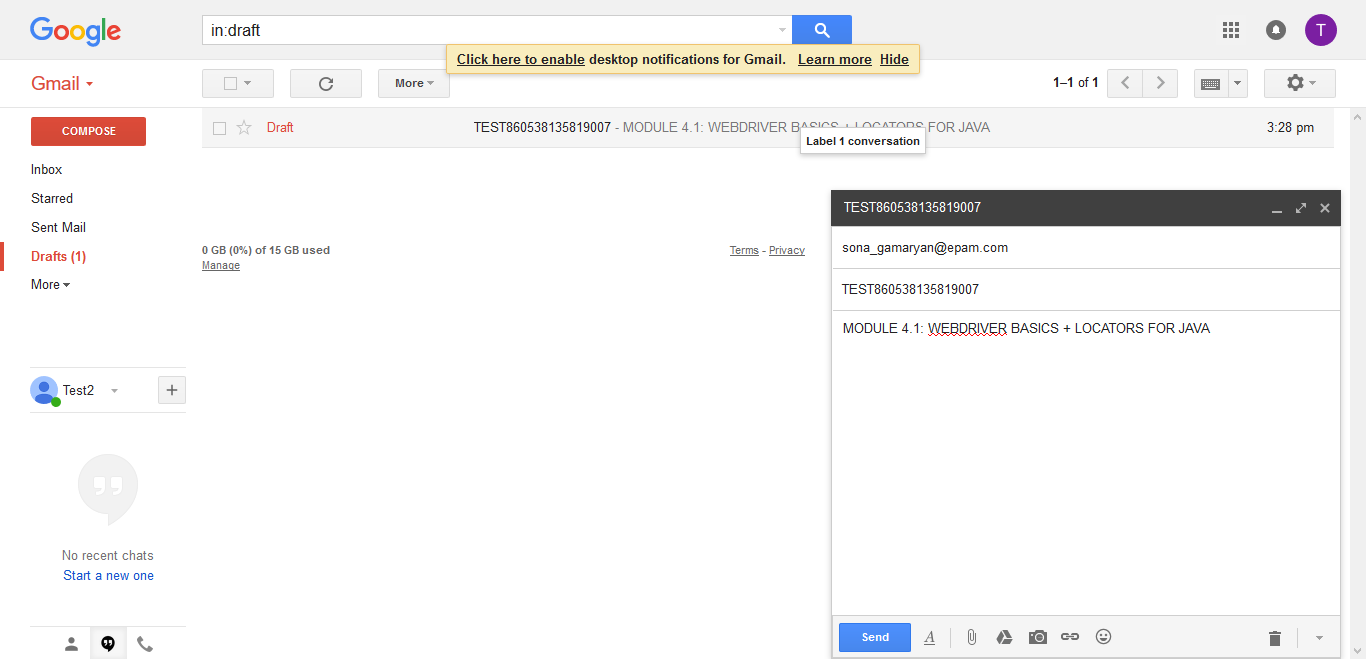 Google
in:draft
T
Click here to enable desktop notifications for Gmail. Learn more Hide
Gmail
More
1–1 of 1
COMPOSE
Draft
TEST860538135819007 - MODULE 4.1: WEBDRIVER BASICS + LOCATORS FOR JAVA
3:28 pm
Label 1 conversation
Inbox
Starred
Sent Mail
Drafts (1)
More
0 GB (0%) of 15 GB used
Manage
Terms - Privacy
TEST860538135819007
sona_gamaryan@epam.com
TEST860538135819007
MODULE 4.1: WEBDRIVER BASICS + LOCATORS FOR JAVA
Test2
No recent chats
Start a new one
Send
A